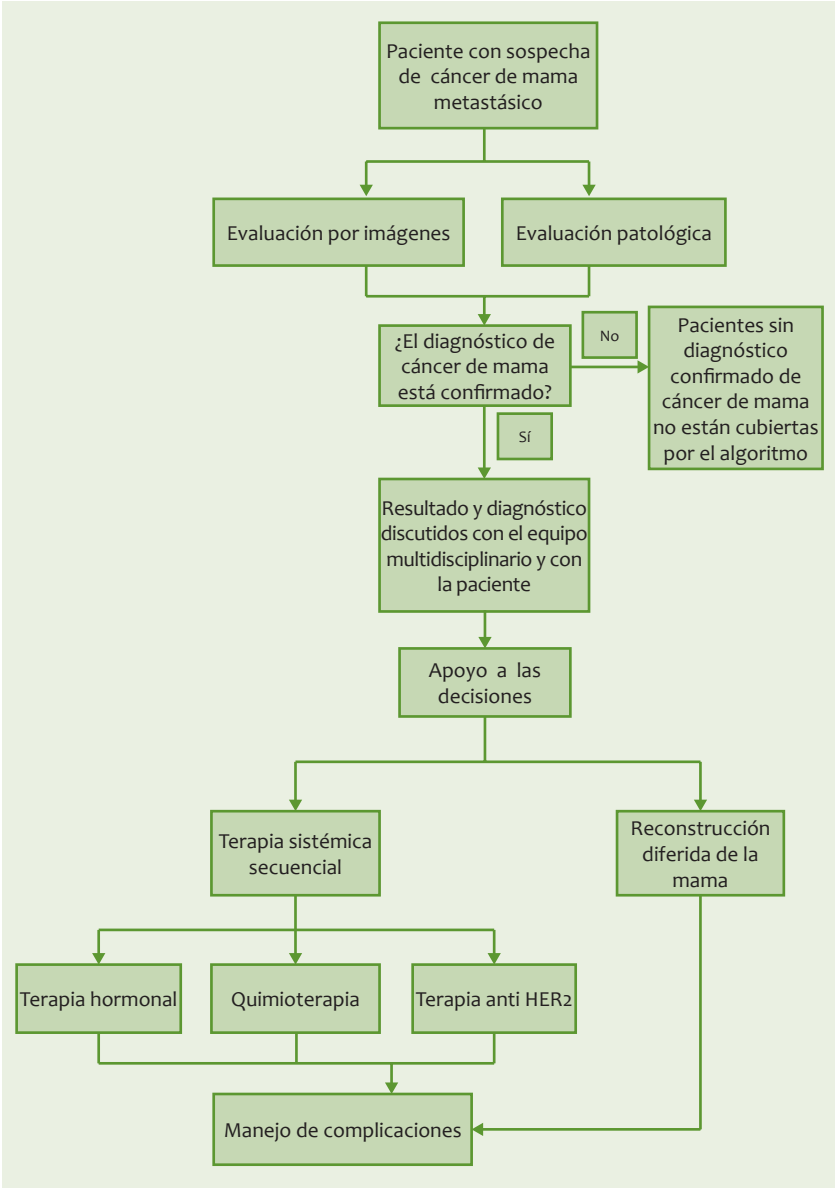 Paciente con sospecha
de cáncer de mama
metastásico
Evaluación por imágenes
Evaluación patológica
¿El diagnóstico de
cáncer de mama
está confirmado?
No
Pacientes sin
diagnóstico
confirmado de
cáncer de mama
no están cubiertas
por el algoritmo
Sí
Resultado y diagnóstico
discutidos con el equipo
multidisciplinario y con
la paciente
Apoyo a las
decisiones
Terapia sistémica
secuencial
Reconstrucción
diferida de la
mama
Terapia hormonal
Quimioterapia
Terapia anti HER2
Manejo de complicaciones